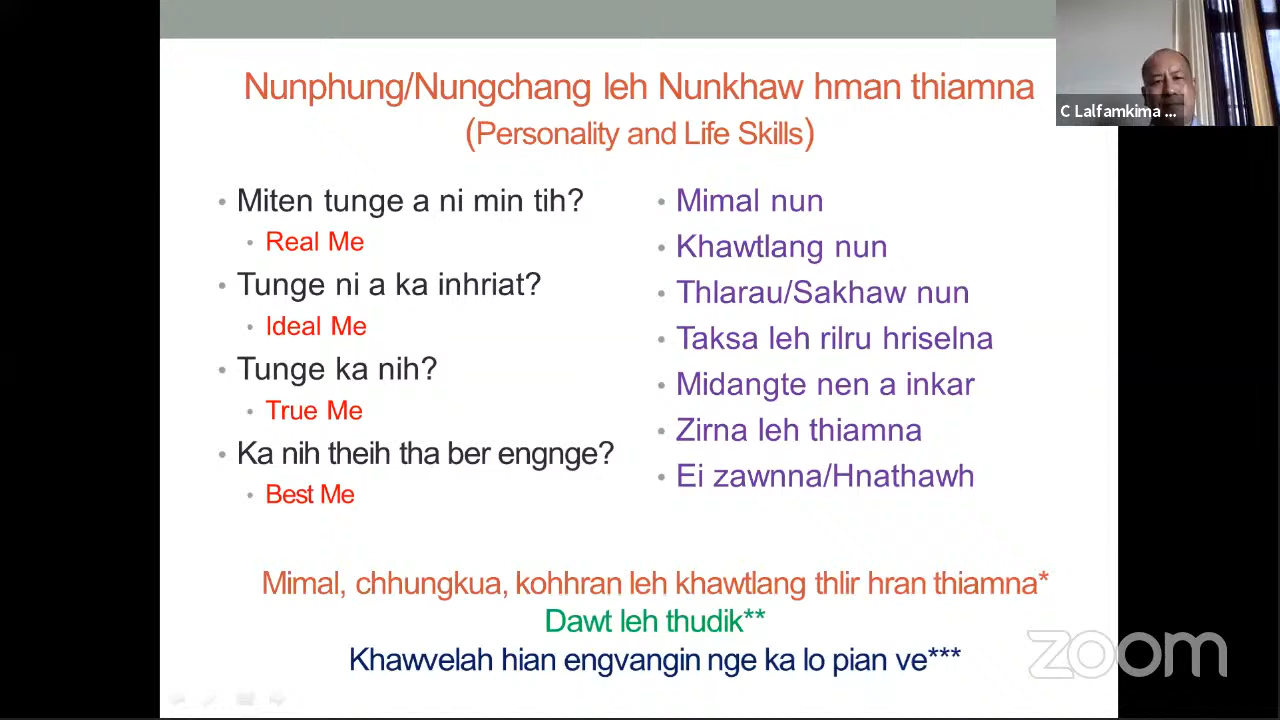 Nunphung/Nungchang leh Nunkhaw hman thiamna
(Personality and Life Skills)
C Lalfamkima ...
• Miten tunge a ni min tih?
• Real Me
• Tunge ni a ka inhriat?
• Ideal Me
• Tunge ka nih?
• True Me
• Ka nih theih tha ber engnge?
• Best Me
• Mimal nun
• Khawtlang nun
• Thlarau/Sakhaw nun
• Taksa leh rilru hriselna
• Midangte nen a inkar
• Zirna leh thiamna
• Ei zawnna/Hnathawh
Mimal, chhungkua, kohhran leh khawtlang thlir hran thiamna*
Dawt leh thudik**
Khawvelah hian engvangin nge ka lo pian ve***
zoom